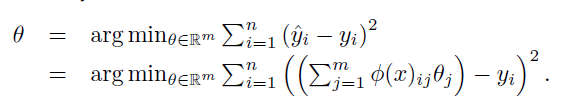 θ = arg min_{θ∈ℝ^m} ∑_{i=1}^{n} (ŷ_i − y_i)^2
= arg min_{θ∈ℝ^m} ∑_{i=1}^{n} ((∑_{j=1}^{m} ϕ(x)_{ij}θ_j) − y_i)^2 .